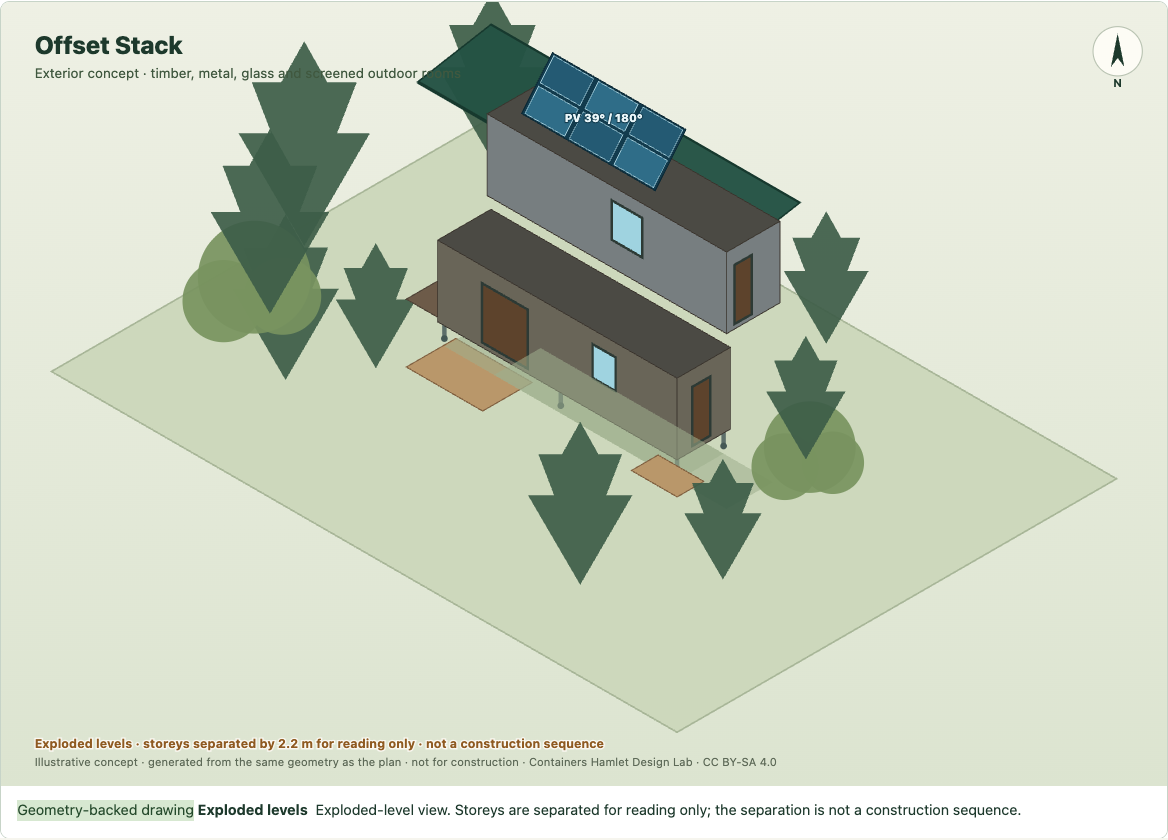 Offset Stack
Exterior concept · timber, metal, glass and screened outdoor rooms
N
PV 39° / 180°
Exploded levels · storeys separated by 2.2 m for reading only · not a construction sequence
Illustrative concept · generated from the same geometry as the plan · not for construction · Containers Hamlet Design Lab · CC BY-SA 4.0
Geometry-backed drawing Exploded levels Exploded-level view. Storeys are separated for reading only; the separation is not a construction sequence.